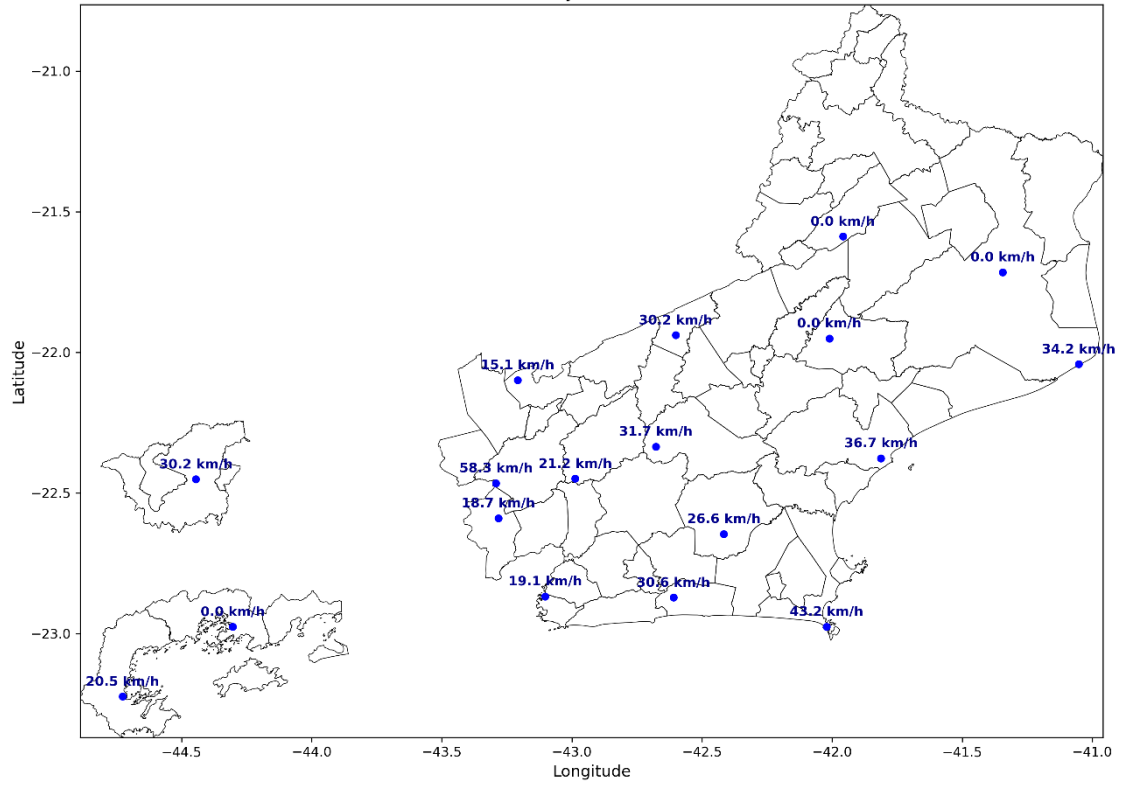 −21.0
−21.5
−22.0
−22.5
−23.0
Latitude
0.0 km/h
0.0 km/h
30.2 km/h
0.0 km/h
34.2 km/h
15.1 km/h
31.7 km/h
36.7 km/h
30.2 km/h
58.3 km/h
21.2 km/h
18.7 km/h
26.6 km/h
19.1 km/h
30.6 km/h
0.0 km/h
43.2 km/h
20.5 km/h
−44.5
−44.0
−43.5
−43.0
−42.5
−42.0
−41.5
−41.0
Longitude